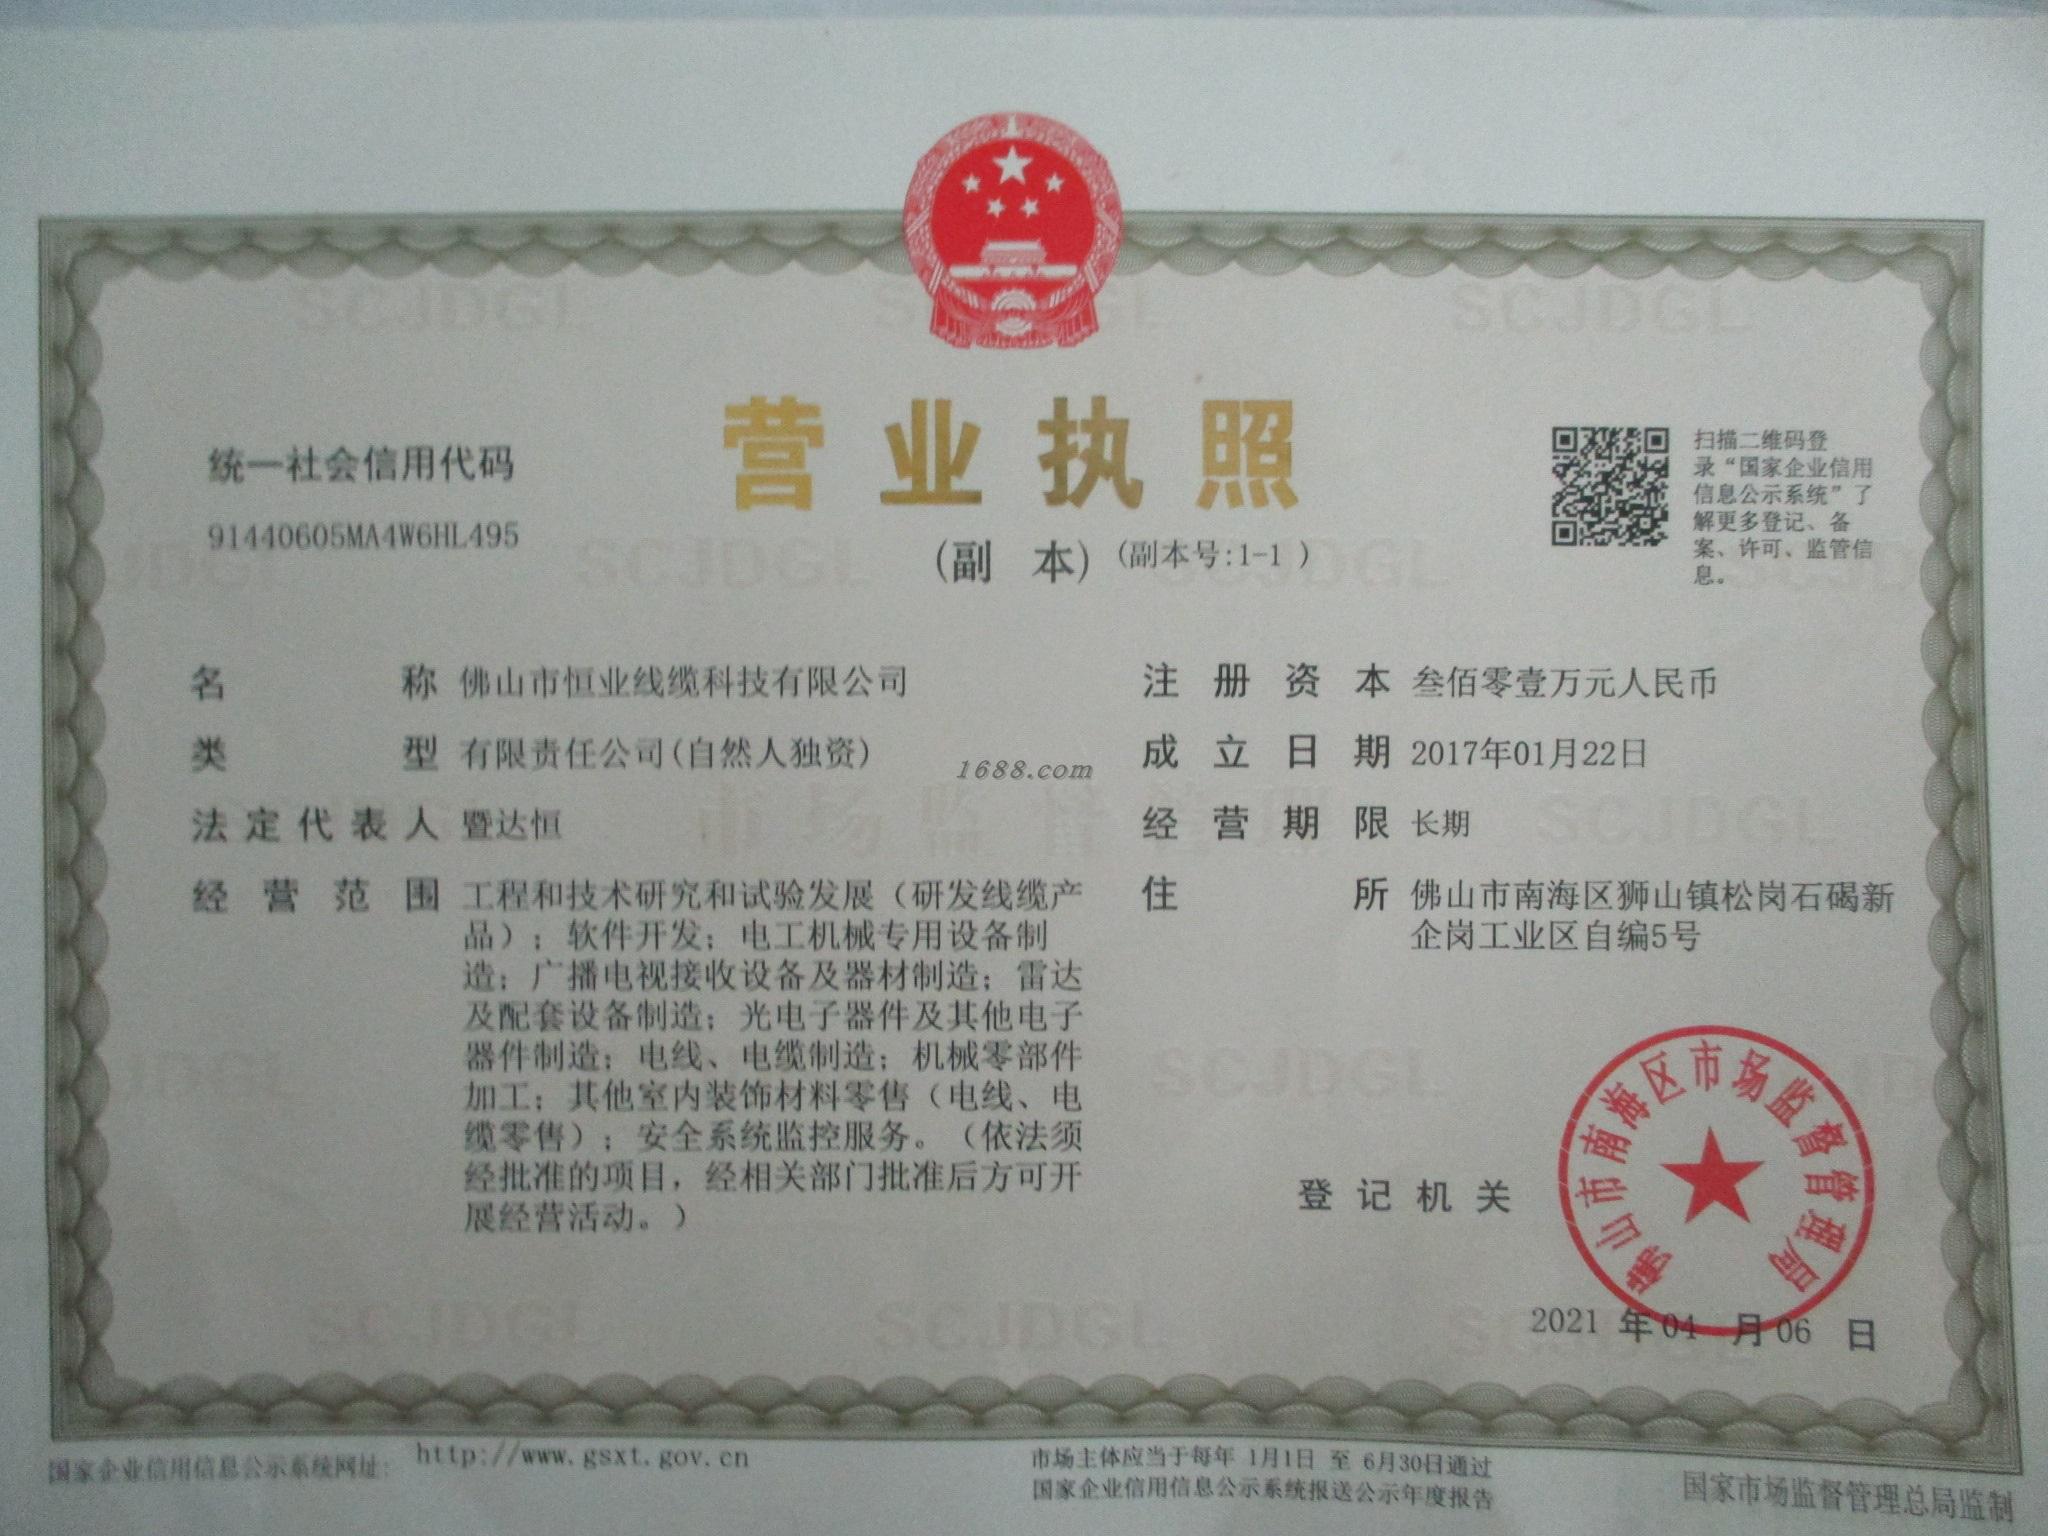 营业执照
(副 本) (副本号:1-1 )
统一社会信用代码
91440605MA4W6HL495
扫描二维码登
录“国家企业信用
信息公示系统”了
解更多登记、备
案、许可、监管信
息。
名 称 佛山市恒业线缆科技有限公司
类 型 有限责任公司(自然人独资)
法定代表人 暨达恒
经营范围 工程和技术研究和试验发展（研发线缆产
品）；软件开发；电工机械专用设备制
造；广播电视接收设备及器材制造；雷达
及配套设备制造；光电子器件及其他电子
器件制造；电线、电缆制造；机械零部件
加工；其他室内装饰材料零售（电线、电
缆零售）；安全系统监控服务。（依法须
经批准的项目，经相关部门批准后方可开
展经营活动。）
注册资本 叁佰零壹万元人民币
成立日期 2017年01月22日
经营期限 长期
住 所 佛山市南海区狮山镇松岗石碣新
企岗工业区自编5号
1688.com
登记机关
佛山市南海区市场监督管理局
2021 年 04 月 06 日
国家企业信用信息公示系统网址: http://www.gsxt.gov.cn
市场主体应当于每年 1月1日 至 6月30日通过
国家企业信用信息公示系统报送公示年度报告
国家市场监督管理总局监制
SCJDGL
SCJDGL
SCJDGL
SCJDGL
市场监督管理
SCJDGL
SCJDGL
SCJDGL
SCJDGL